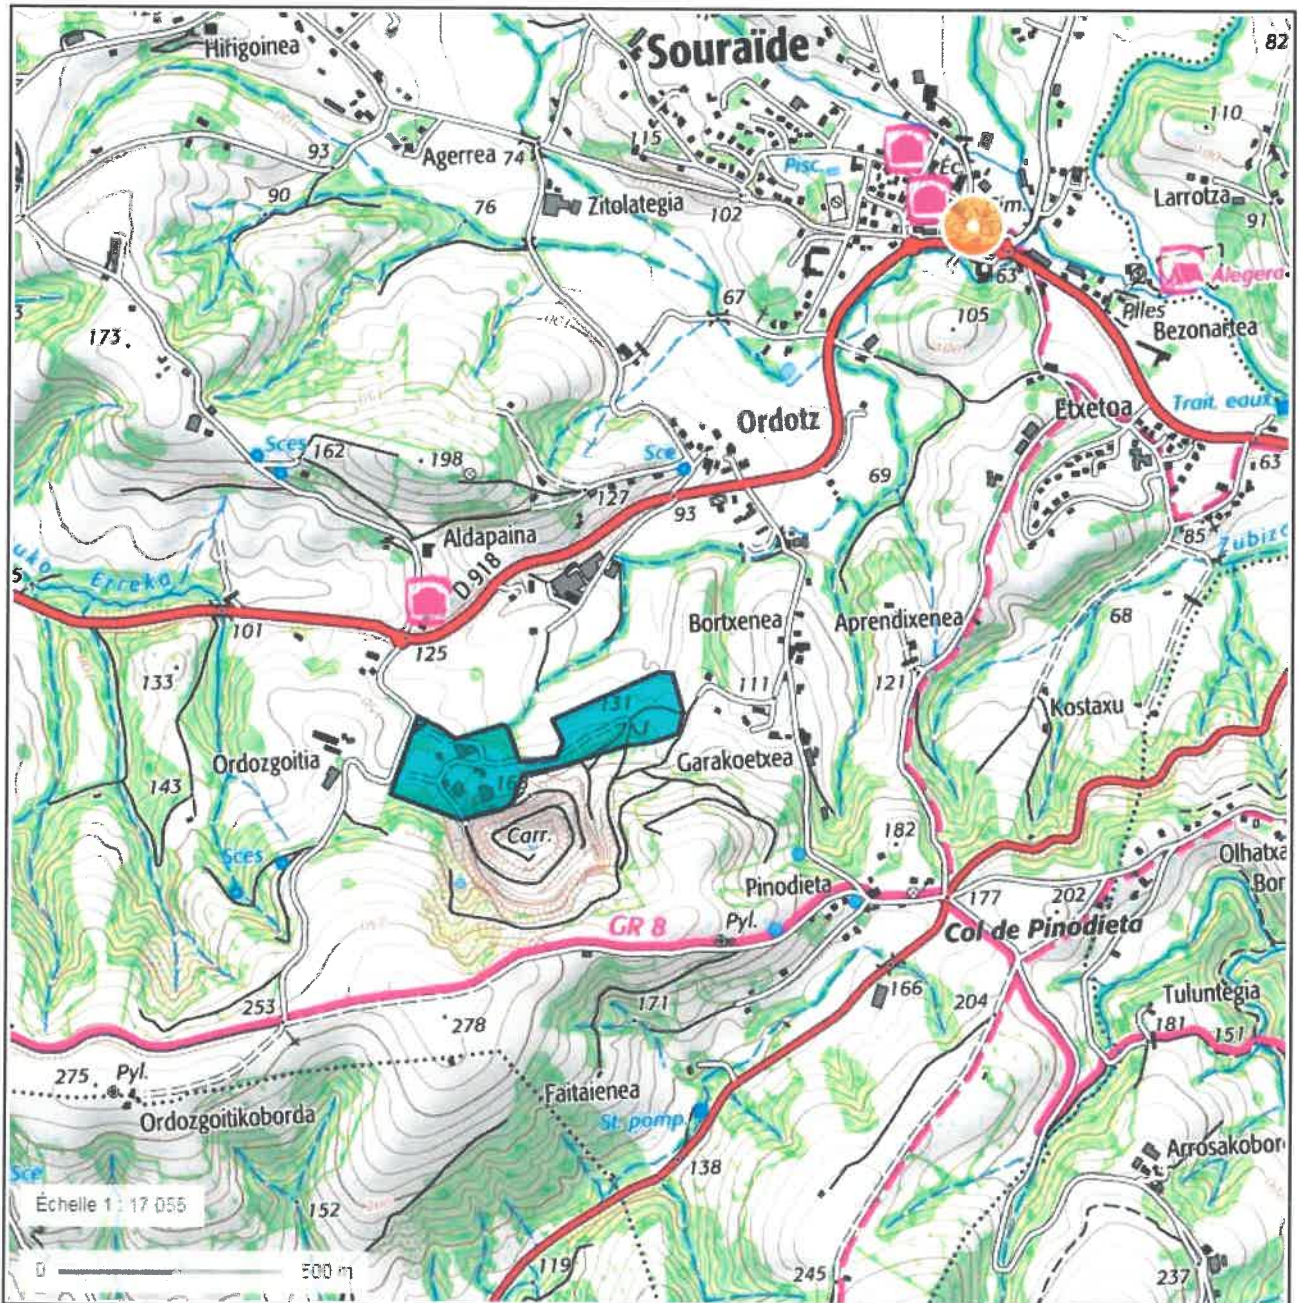 Hirigoinea
Souraïde
82
110
115
93
Agerrea 74
Pisc.
Éc.
90
76
Zitolategia
102
Larrotza
91
67
63
Alegera
105
Plles
173
Bezonartea
Ordotz
Etxetoa
Trait. eaux
Sces
162
198
Sce
127
69
63
93
Aldapaina
85
D 918
Erreka
101
125
Bortxenea
Aprendixenea
68
133
131
111
121
Kostaxu
Ordozgoitia
Garakoetxea
143
Carr.
182
Sces
Olhatxa
Pinodieta
177
202
GR 8
Pyl.
Col de Pinodieta
253
171
166
204
Tuluntegia
278
181
151
275
Pyl.
Faitaienea
Ordozgoitikoborda
St. pomp.
Arrosakobor
138
Sce
Échelle 1 : 17 055
152
0
500 m
119
245
237